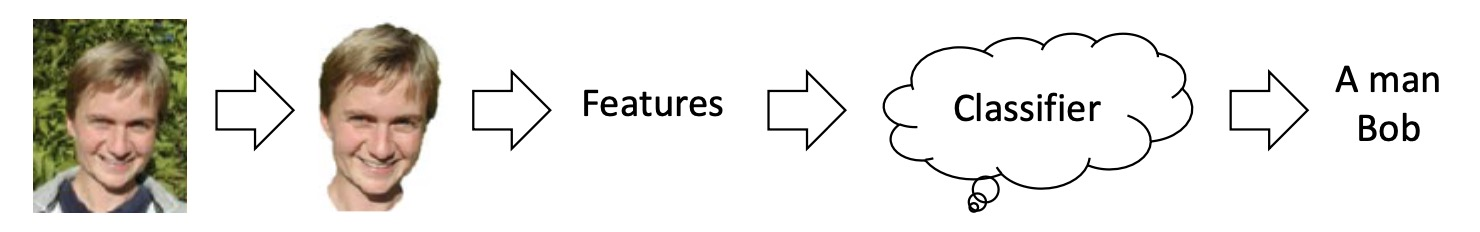 Features
Classifier
A man
Bob